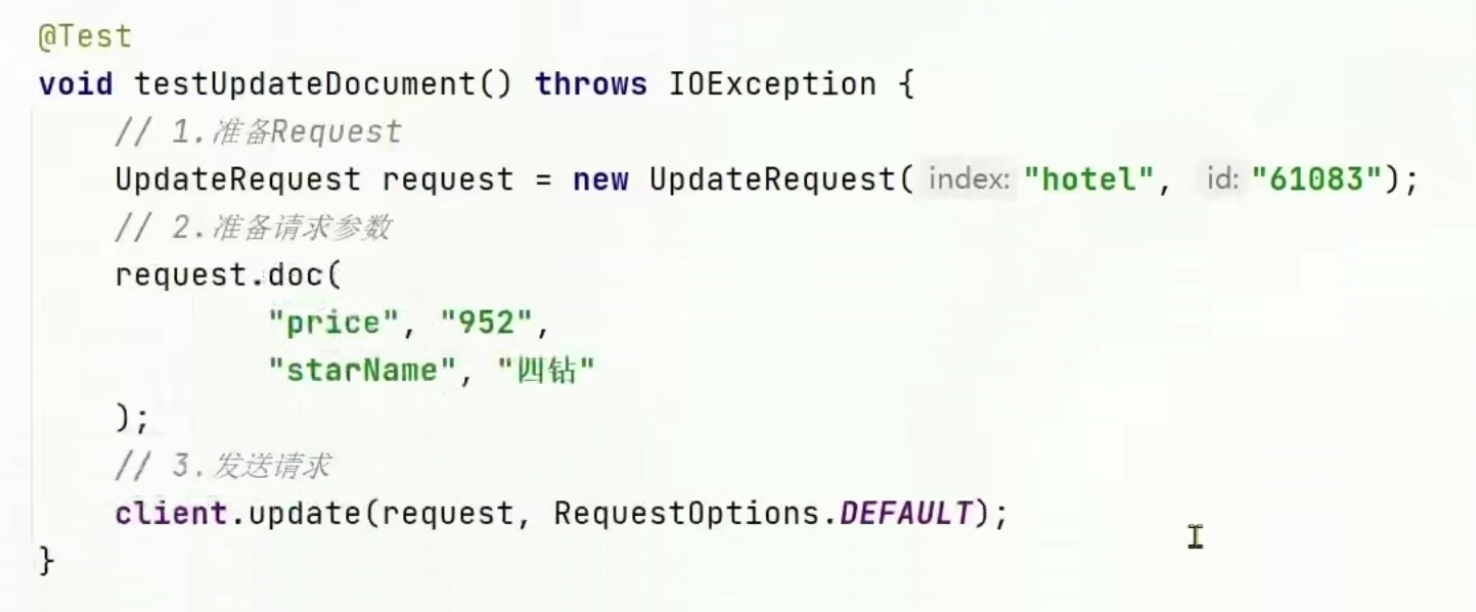 @Test
void testUpdateDocument() throws IOException {
// 1.准备Request
UpdateRequest request = new UpdateRequest( index: "hotel", id: "61083");
// 2.准备请求参数
request.doc(
"price", "952",
"starName", "四钻"
);
// 3.发送请求
client.update(request, RequestOptions.DEFAULT);
}